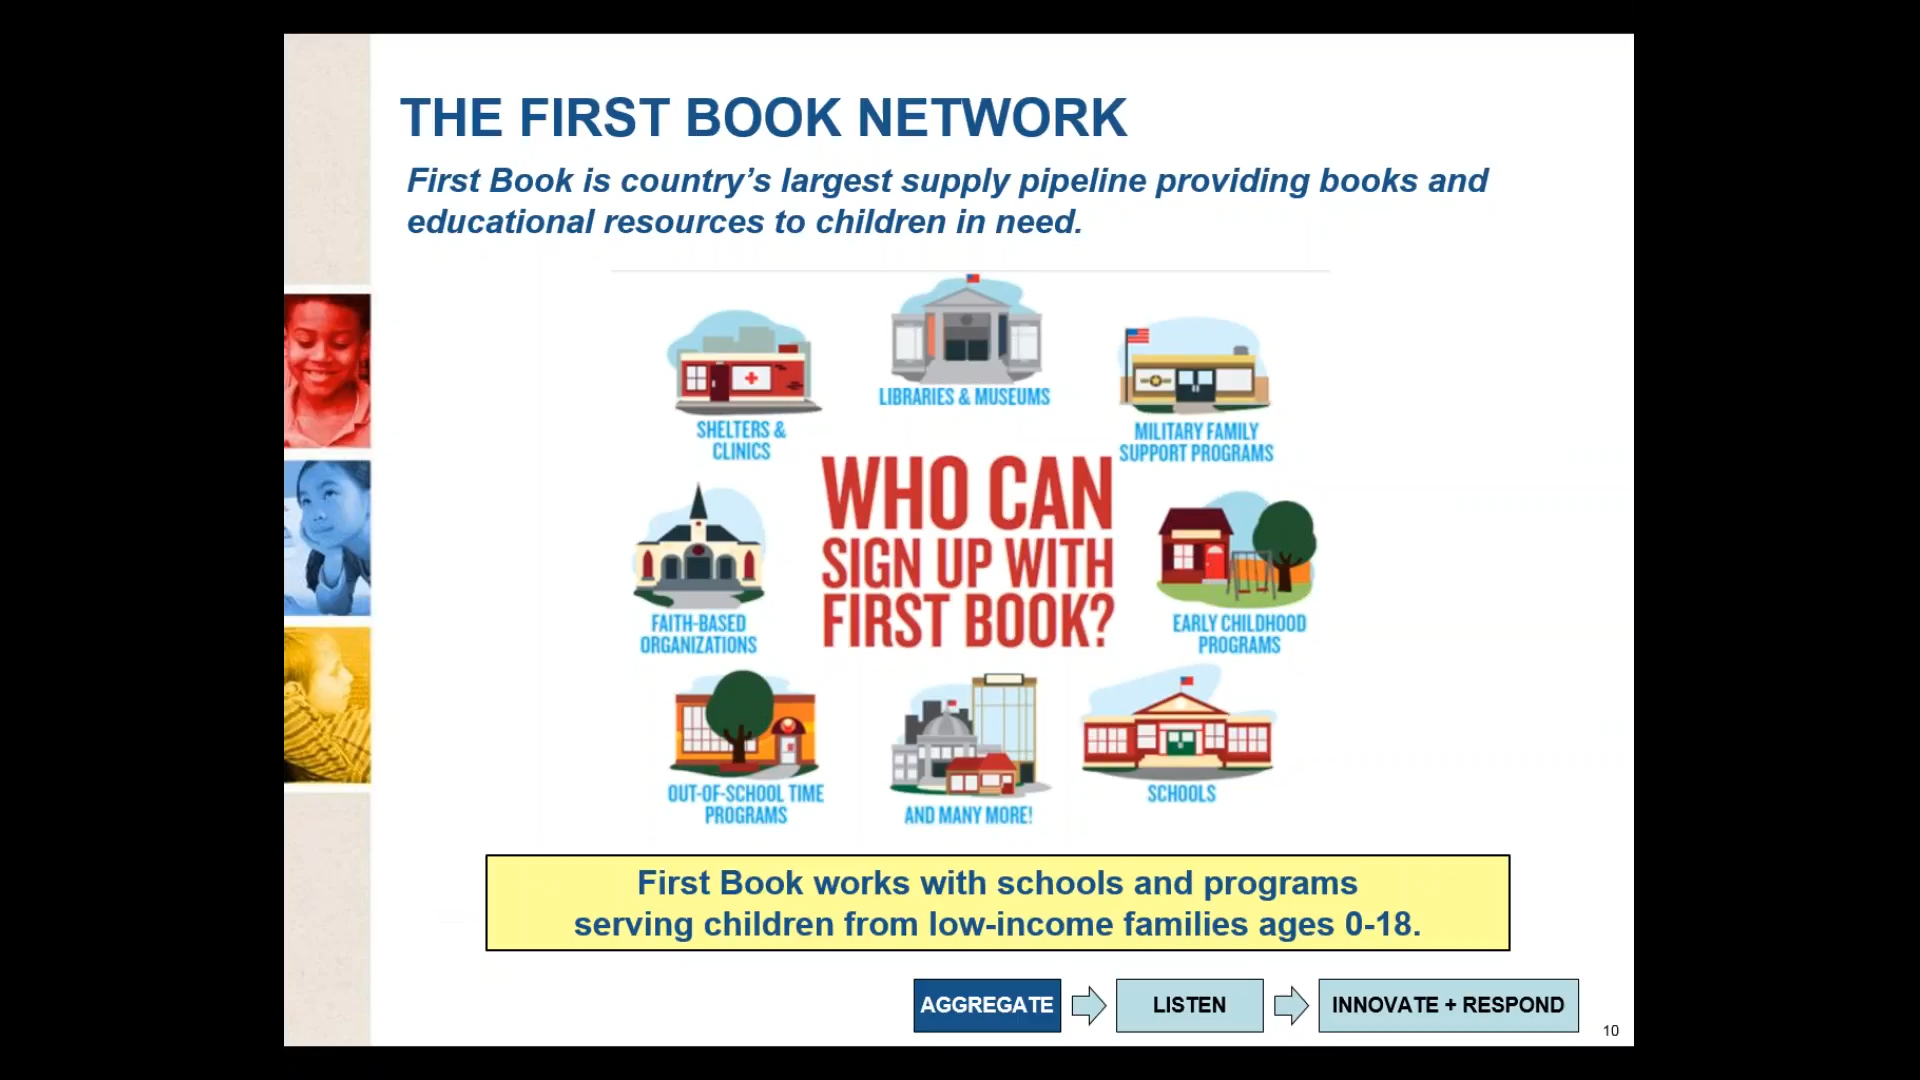 THE FIRST BOOK NETWORK
First Book is country’s largest supply pipeline providing books and
educational resources to children in need.
LIBRARIES & MUSEUMS
SHELTERS &
CLINICS
MILITARY FAMILY
SUPPORT PROGRAMS
WHO CAN
SIGN UP WITH
FIRST BOOK?
FAITH-BASED
ORGANIZATIONS
EARLY CHILDHOOD
PROGRAMS
OUT-OF-SCHOOL TIME
PROGRAMS
AND MANY MORE!
SCHOOLS
First Book works with schools and programs
serving children from low-income families ages 0-18.
AGGREGATE
LISTEN
INNOVATE + RESPOND
10